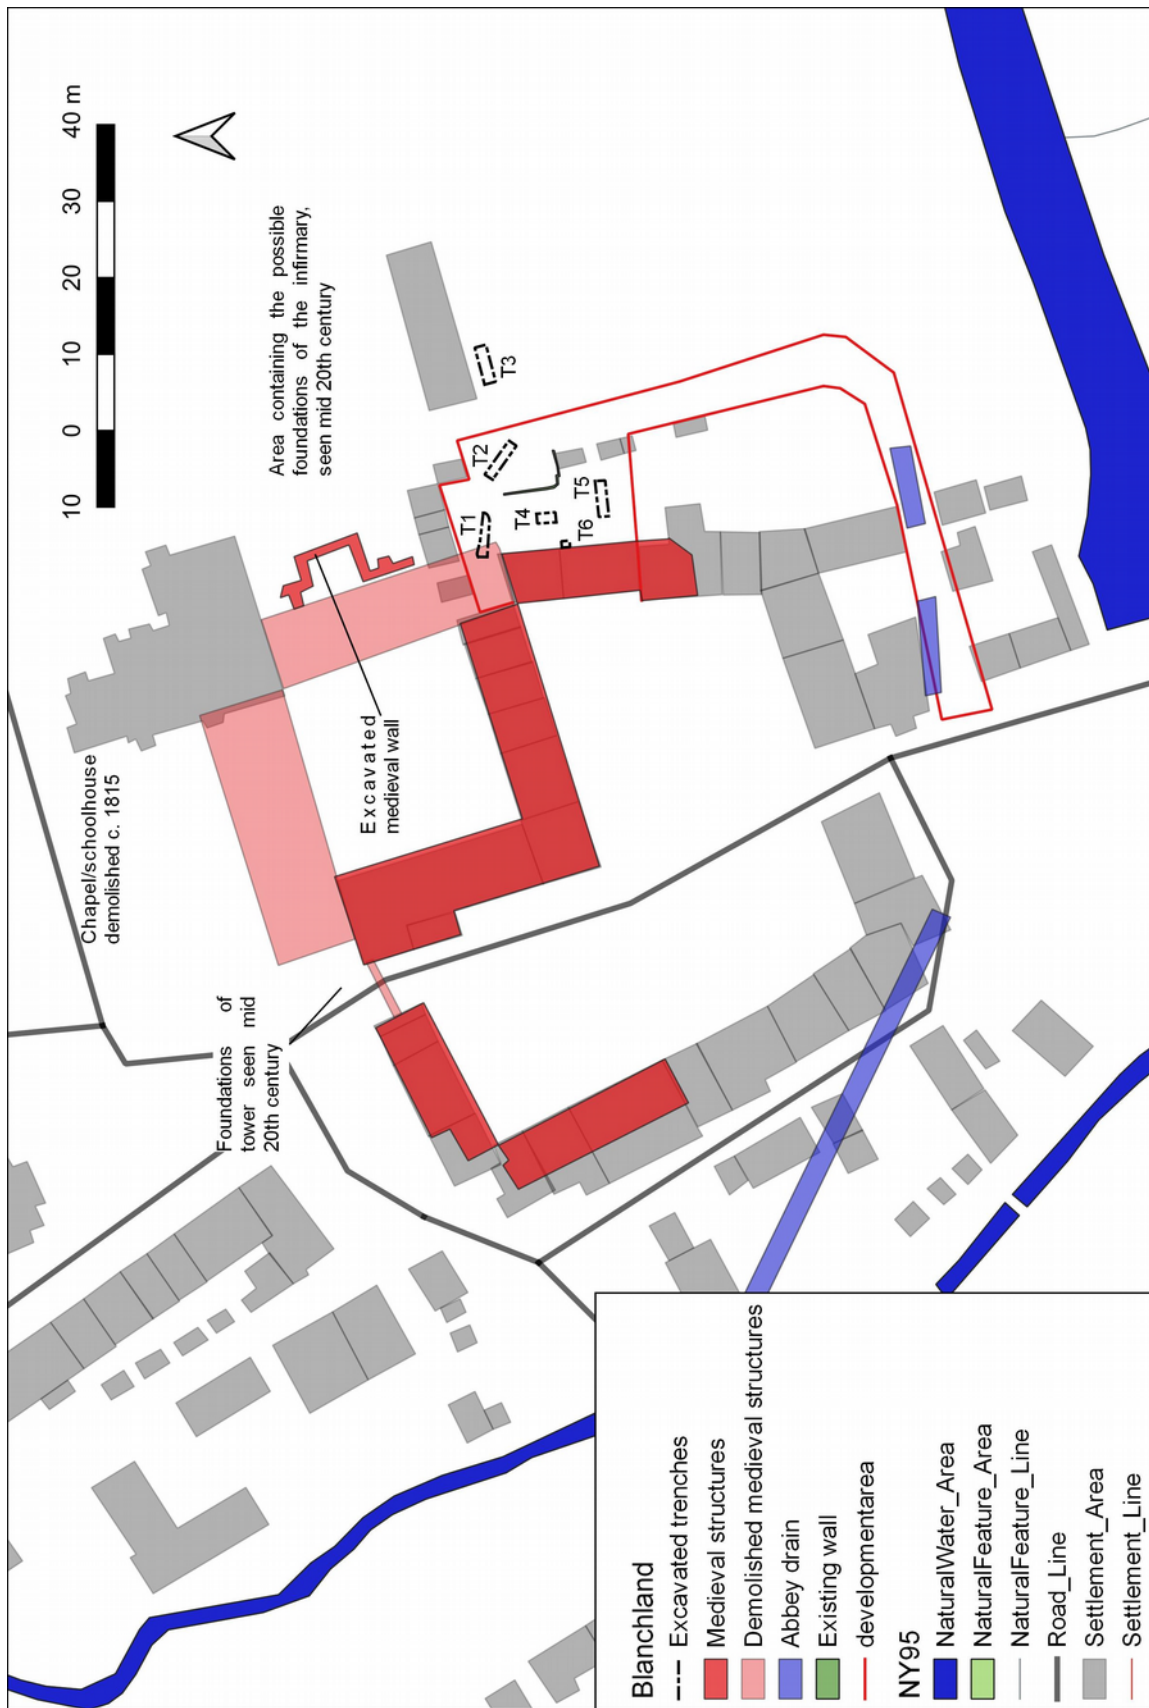 10 0 10 20 30 40 m
Chapel/schoolhouse
demolished c. 1815
Foundations of
tower seen mid
20th century
Excavated
medieval wall
Area containing the possible
foundations of the infirmary,
seen mid 20th century
T1
T2
T3
T4
T5
T6
Blanchland
Excavated trenches
Medieval structures
Demolished medieval structures
Abbey drain
Existing wall
developmentarea
NY95
NaturalWater_Area
NaturalFeature_Area
NaturalFeature_Line
Road_Line
Settlement_Area
Settlement_Line